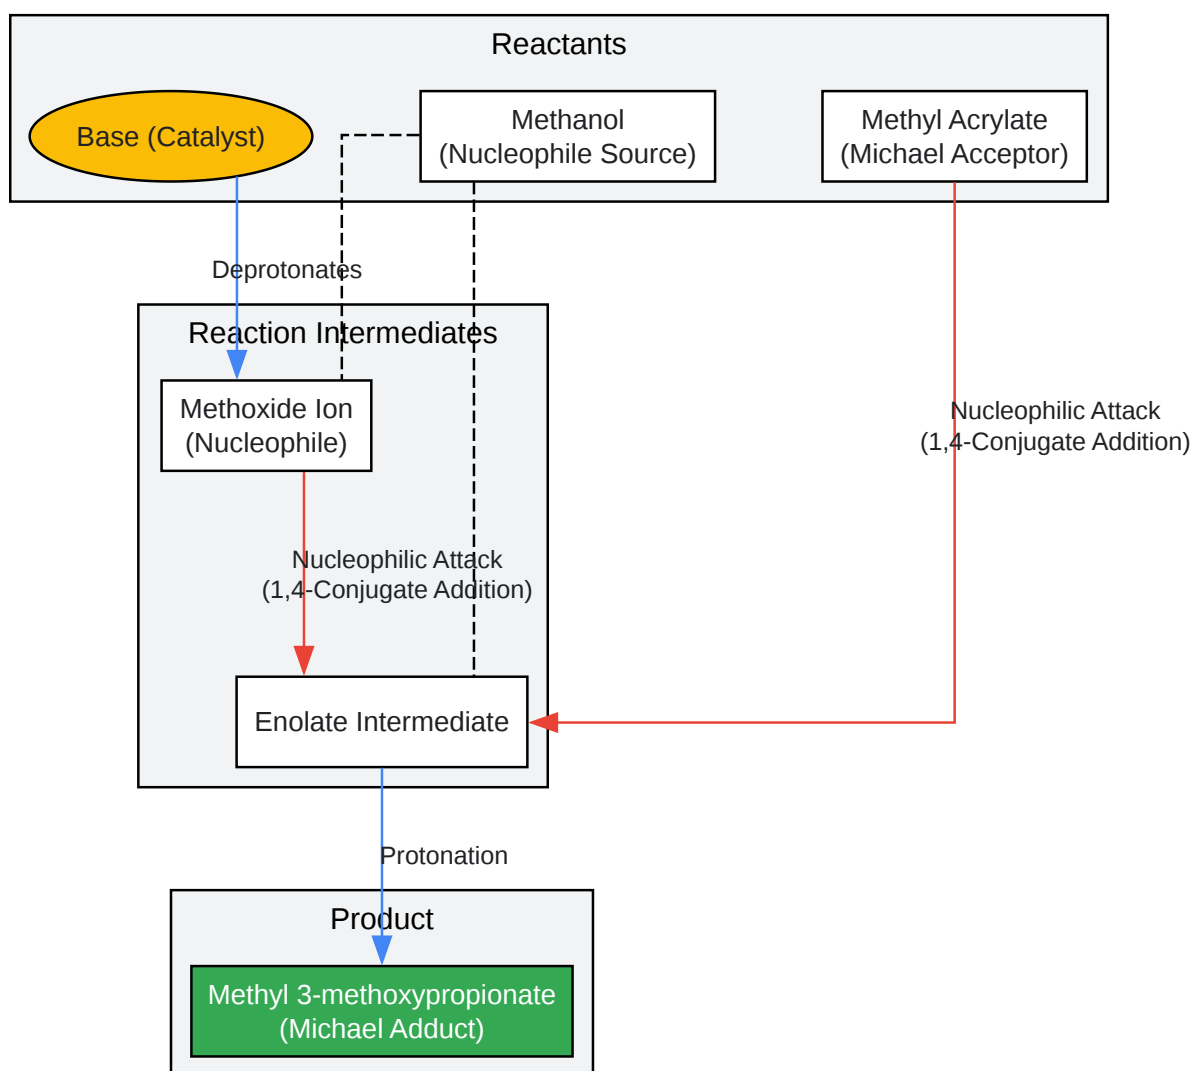 Reactants
Base (Catalyst)
Methanol
(Nucleophile Source)
Methyl Acrylate
(Michael Acceptor)
Deprotonates
Reaction Intermediates
Methoxide Ion
(Nucleophile)
Nucleophilic Attack
(1,4-Conjugate Addition)
Nucleophilic Attack
(1,4-Conjugate Addition)
Enolate Intermediate
Protonation
Product
Methyl 3-methoxypropionate
(Michael Adduct)